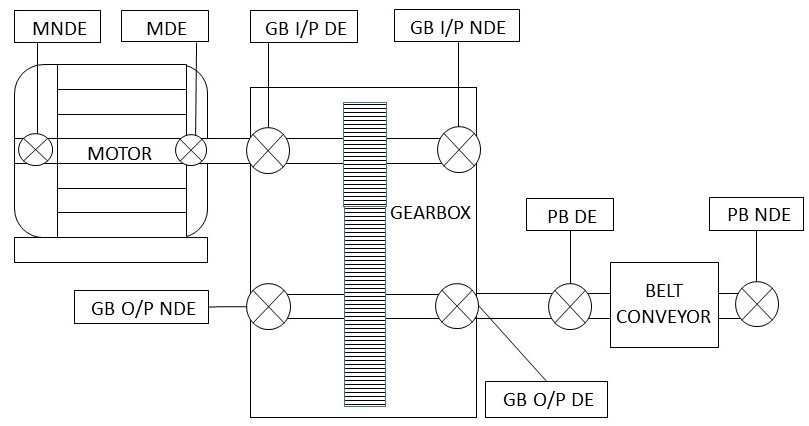 MNDE
MDE
GB I/P DE
GB I/P NDE
MOTOR
GEARBOX
PB DE
PB NDE
GB O/P NDE
BELT
CONVEYOR
GB O/P DE